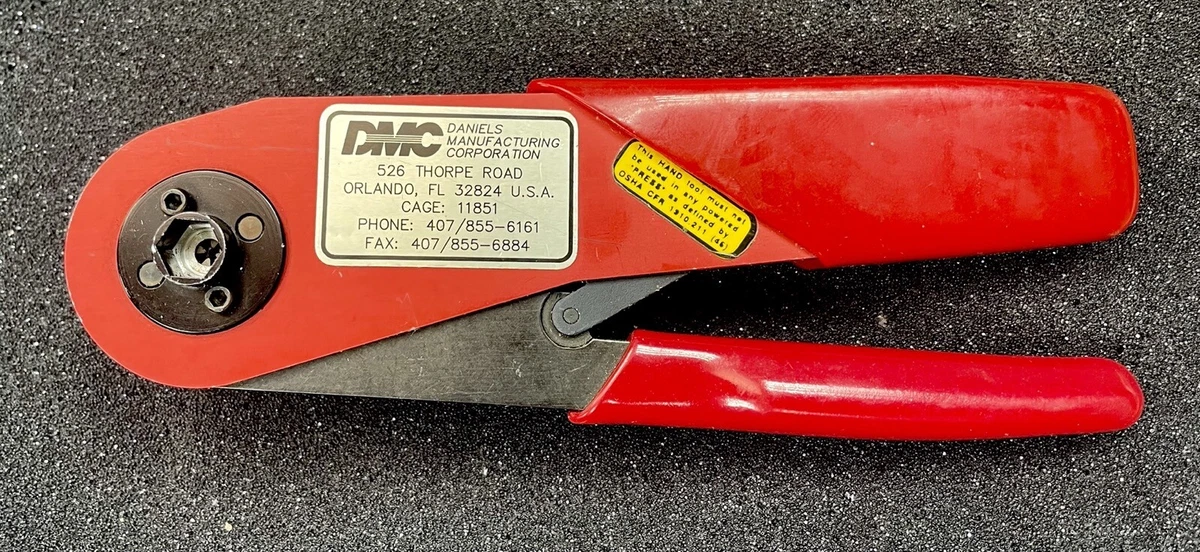 DMC DANIELS
MANUFACTURING
CORPORATION
526 THORPE ROAD
ORLANDO, FL 32824 U.S.A.
CAGE: 11851
PHONE: 407/855-6161
FAX: 407/855-6884
This HAND tool must not
be used in any powered
"PRESS" as defined by
OSHA CFR 1910.211 (46)